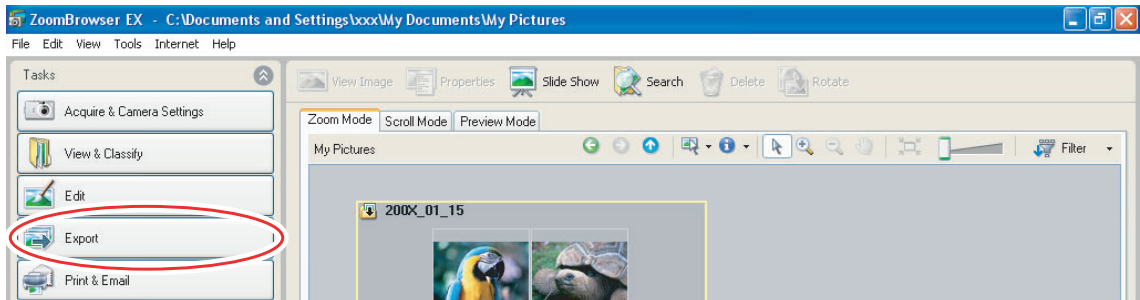 ZoomBrowser EX - C:\Documents and Settings\xxx\My Documents\My Pictures
File Edit View Tools Internet Help
Tasks
View Image Properties Slide Show Search Delete Rotate
Acquire & Camera Settings
Zoom Mode Scroll Mode Preview Mode
View & Classify
My Pictures Filter
Edit
200X_01_15
Export
Print & Email